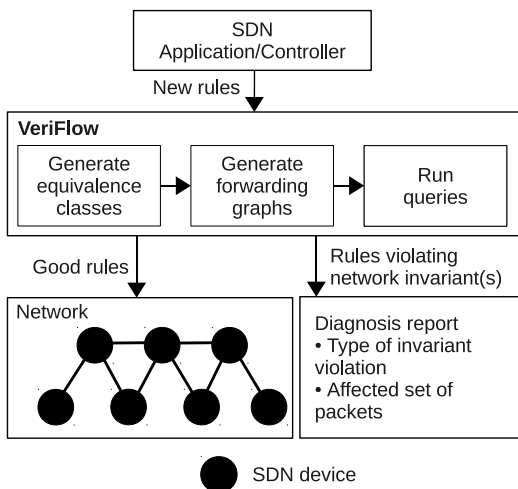 SDN
Application/Controller
New rules
VeriFlow
Generate
equivalence
classes
Generate
forwarding
graphs
Run
queries
Good rules
Rules violating
network invariant(s)
Network
Diagnosis report
• Type of invariant
violation
• Affected set of
packets
SDN device